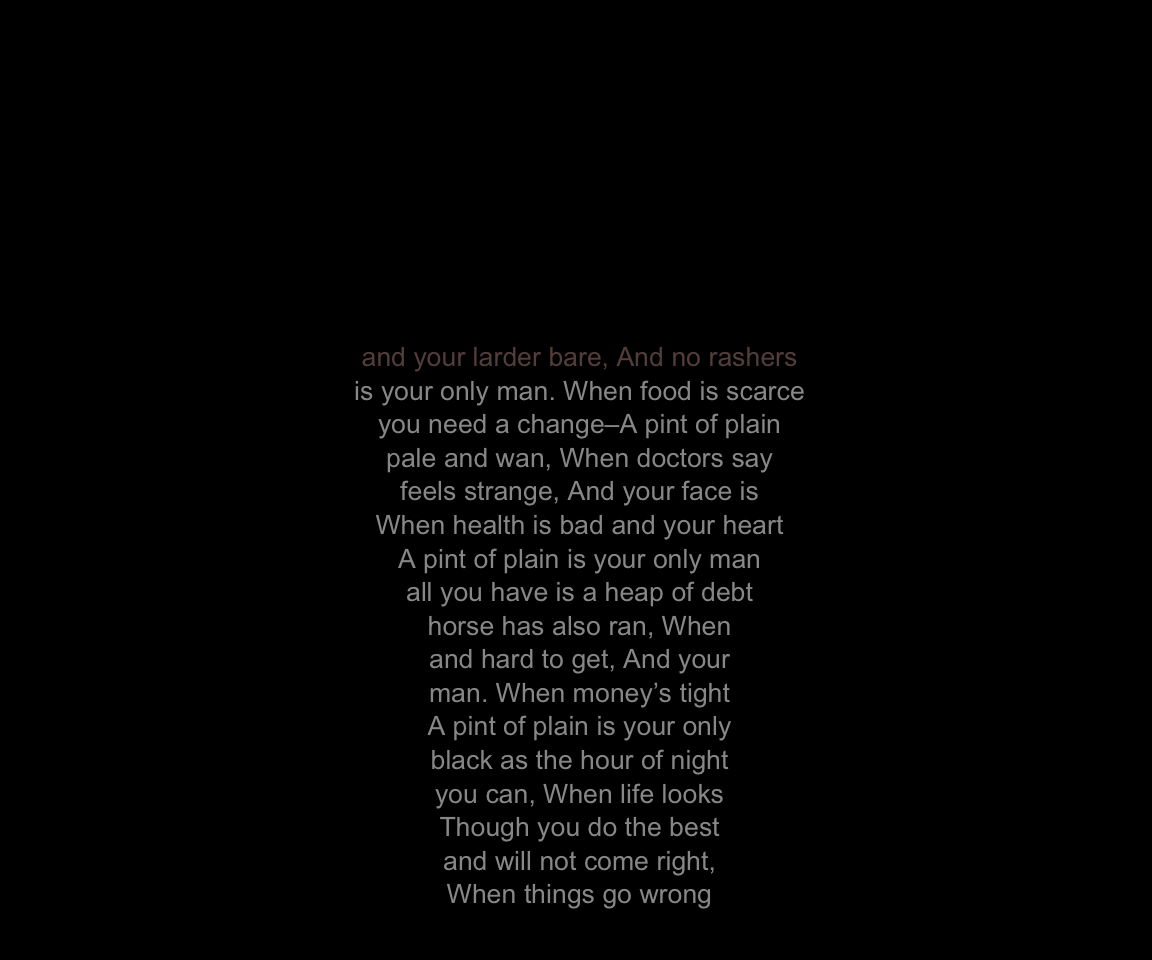 and your larder bare, And no rashers
is your only man. When food is scarce
you need a change–A pint of plain
pale and wan, When doctors say
feels strange, And your face is
When health is bad and your heart
A pint of plain is your only man
all you have is a heap of debt
horse has also ran, When
and hard to get, And your
man. When money’s tight
A pint of plain is your only
black as the hour of night
you can, When life looks
Though you do the best
and will not come right,
When things go wrong